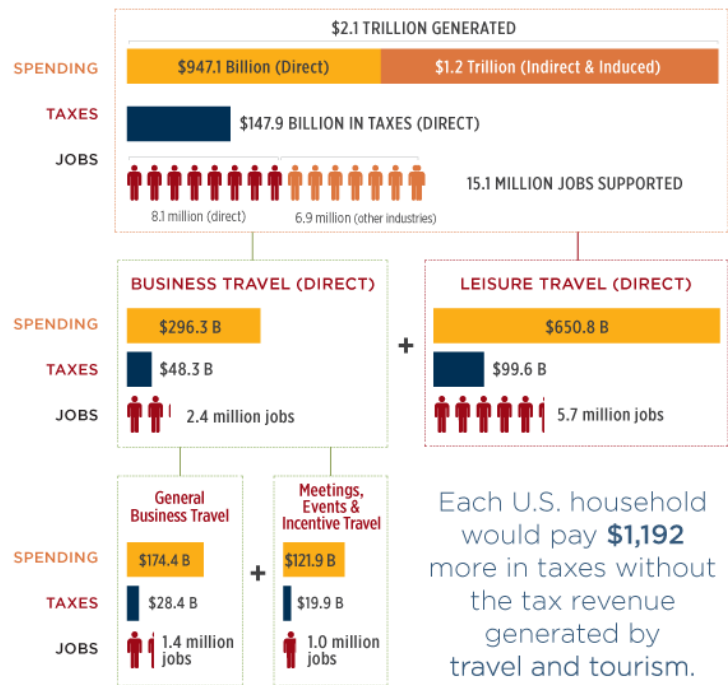 $2.1 TRILLION GENERATED
SPENDING
$947.1 Billion (Direct)
$1.2 Trillion (Indirect & Induced)
TAXES
$147.9 BILLION IN TAXES (DIRECT)
JOBS
15.1 MILLION JOBS SUPPORTED
8.1 million (direct)
6.9 million (other industries)
BUSINESS TRAVEL (DIRECT)
SPENDING
$296.3 B
TAXES
$48.3 B
JOBS
2.4 million jobs
+
LEISURE TRAVEL (DIRECT)
$650.8 B
$99.6 B
5.7 million jobs
General
Business Travel
SPENDING
$174.4 B
TAXES
$28.4 B
JOBS
1.4 million
jobs
+
Meetings,
Events &
Incentive Travel
$121.9 B
$19.9 B
1.0 million
jobs
Each U.S. household
would pay $1,192
more in taxes without
the tax revenue
generated by
travel and tourism.